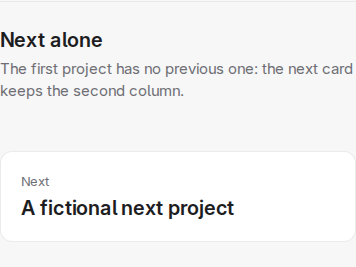 Next alone
The first project has no previous one: the next card
keeps the second column.
Next
A fictional next project